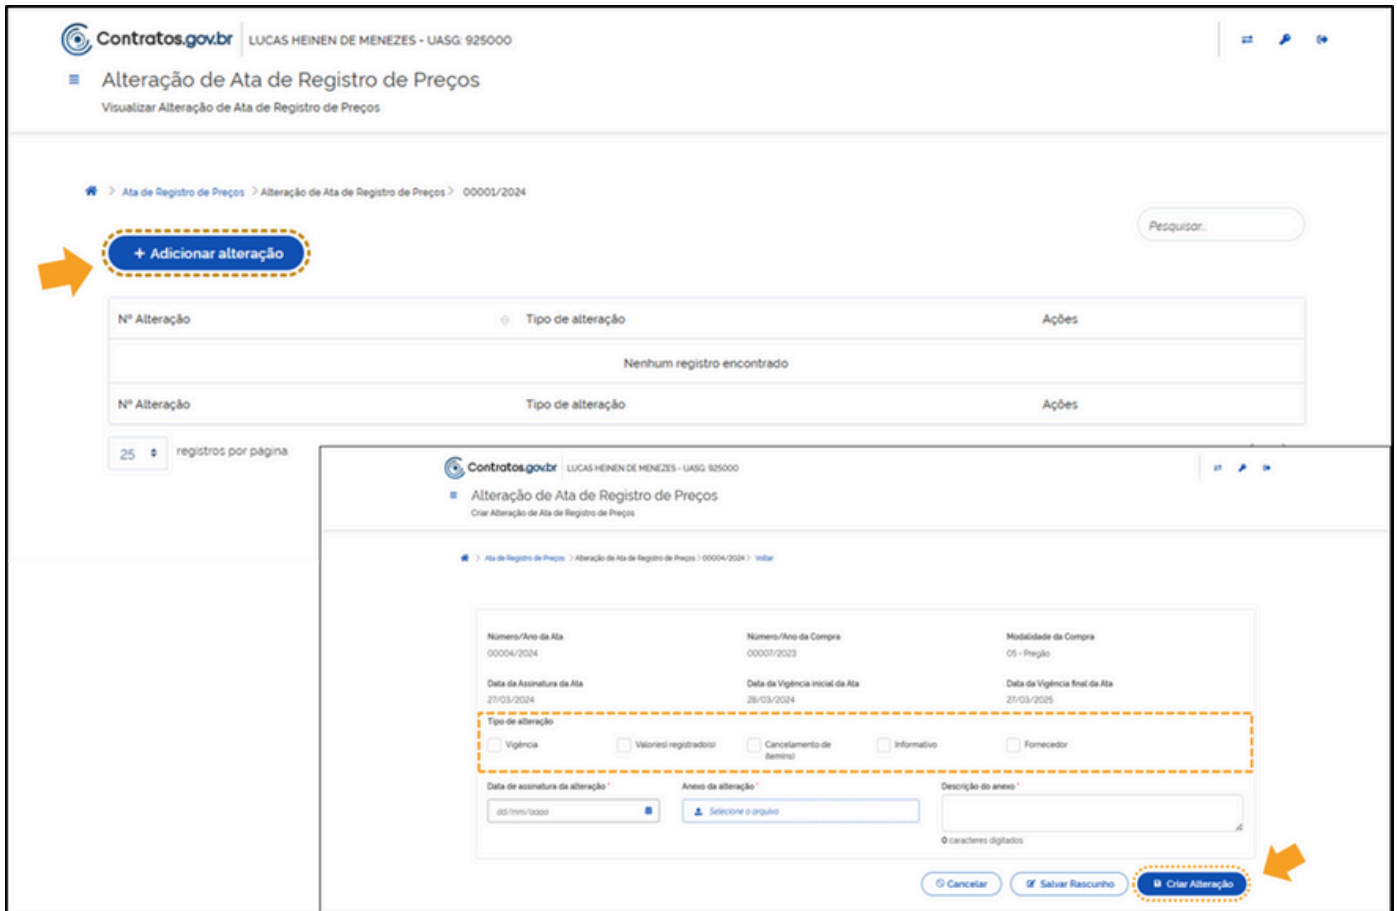 Contratos.gov.br LUCAS HEINEN DE MENEZES - UASG: 925000
Alteração de Ata de Registro de Preços
Visualizar Alteração de Ata de Registro de Preços
> Ata de Registro de Preços > Alteração de Ata de Registro de Preços > 00001/2024
Pesquisar...
+ Adicionar alteração
Nº Alteração Tipo de alteração Ações
Nenhum registro encontrado
Nº Alteração Tipo de alteração Ações
25 registros por página
Contratos.gov.br LUCAS HEINEN DE MENEZES - UASG: 925000
Alteração de Ata de Registro de Preços
Criar Alteração de Ata de Registro de Preços
> Ata de Registro de Preços > Alteração de Ata de Registro de Preços > 00004/2024 > Voltar
Número/Ano da Ata Número/Ano da Compra Modalidade da Compra
00004/2024 00007/2023 05 - Pregão
Data da Assinatura da Ata Data da Vigência inicial da Ata Data da Vigência final da Ata
27/03/2024 28/03/2024 27/03/2025
Tipo de alteração
Vigência Valor(es) registrado(s) Cancelamento de Informativo Fornecedor
item(ns)
Data de assinatura da alteração * Anexo da alteração * Descrição do anexo *
dd/mm/aaaa Selecione o arquivo
0 caracteres digitados
Cancelar Salvar Rascunho Criar Alteração